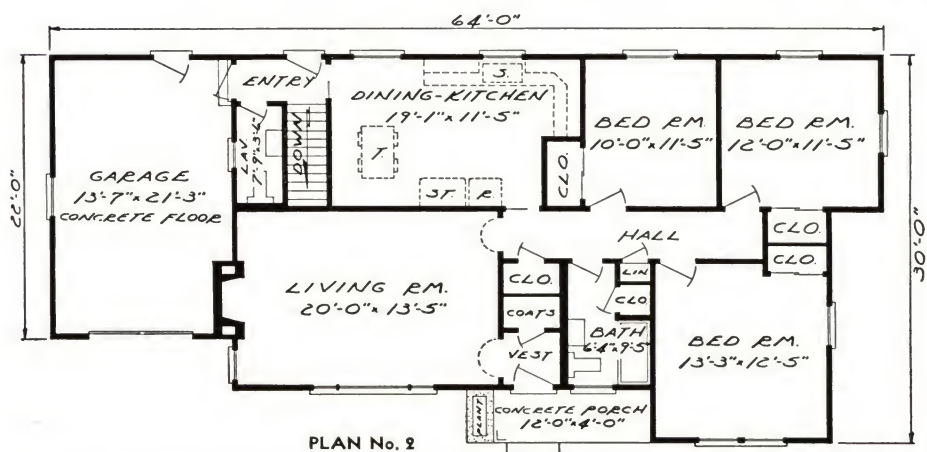 64'-0"
22'-0"
30'-0"
ENTRY
DINING-KITCHEN
19'-1" x 11'-5"
S.
T.
ST.
R.
LAV
7'-9" x 3'-6"
DOWN
GARAGE
13'-7" x 21'-3"
CONCRETE FLOOR
CLO.
BED RM.
10'-0" x 11'-5"
BED RM.
12'-0" x 11'-5"
HALL
CLO.
CLO.
LIVING RM.
20'-0" x 13'-5"
CLO.
COATS
VEST
LIN
CLO.
BATH
6'-4" x 9'-5"
BED RM.
13'-3" x 12'-5"
PLANT
CONCRETE PORCH
12'-0" x 4'-0"
PLAN No. 2